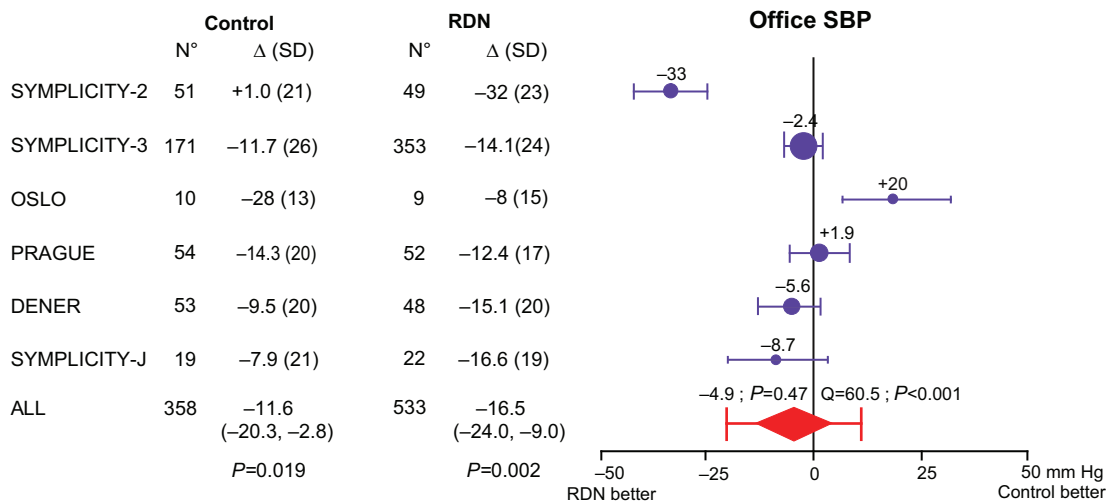 Control RDN Office SBP
N° Δ (SD) N° Δ (SD)
SYMPLICITY-2 51 +1.0 (21) 49 –32 (23) –33
SYMPLICITY-3 171 –11.7 (26) 353 –14.1(24) –2.4
OSLO 10 –28 (13) 9 –8 (15) +20
PRAGUE 54 –14.3 (20) 52 –12.4 (17) +1.9
DENER 53 –9.5 (20) 48 –15.1 (20) –5.6
SYMPLICITY-J 19 –7.9 (21) 22 –16.6 (19) –8.7
ALL 358 –11.6 533 –16.5 –4.9 ; P=0.47 Q=60.5 ; P<0.001
(–20.3, –2.8) (–24.0, –9.0)
P=0.019 P=0.002
–50 –25 0 25 50 mm Hg
RDN better Control better